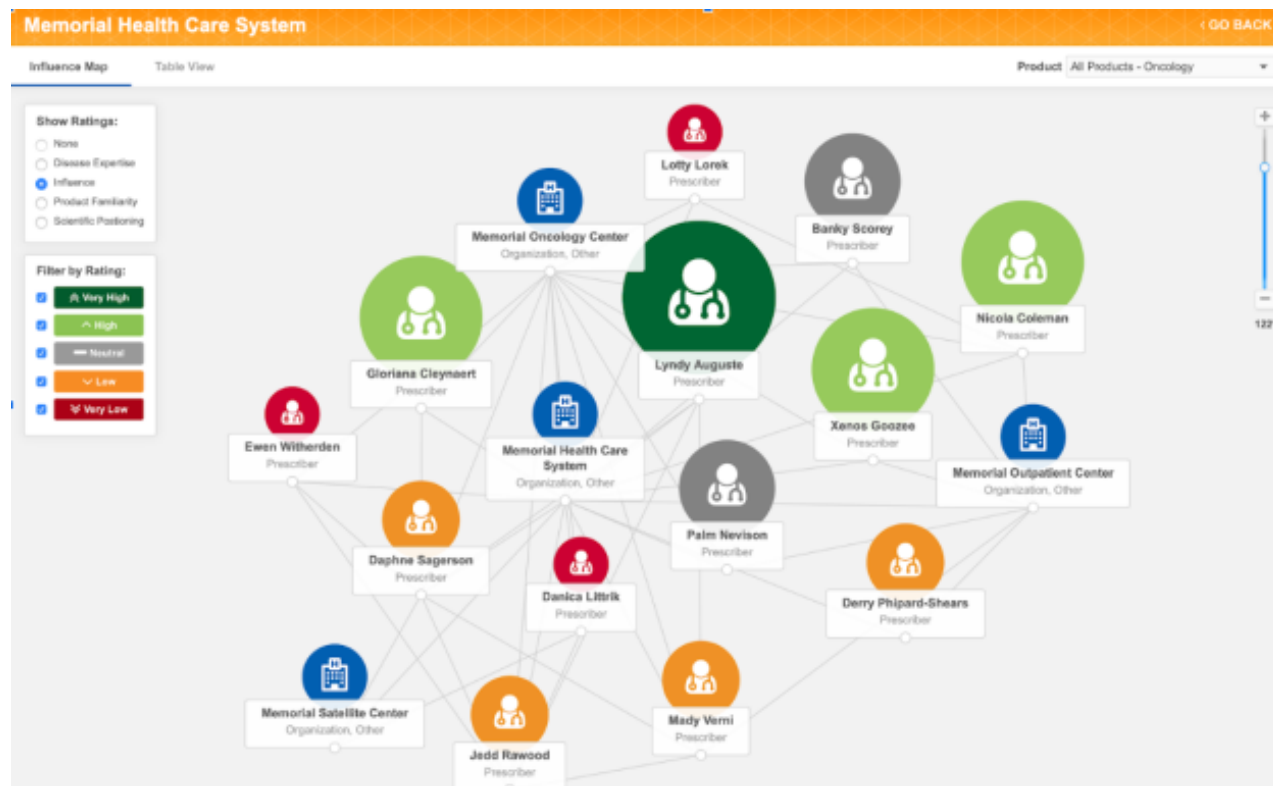 Memorial Health Care System
GO BACK
Influence Map
Table View
Product
All Products - Oncology
Show Ratings:
None
Disease Expertise
Influence
Product Familiarity
Scientific Positioning
Filter by Rating:
Very High
High
Neutral
Low
Very Low
122
Lotty Lorek
Prescriber
Banky Scorey
Prescriber
Memorial Oncology Center
Organization, Other
Nicola Coleman
Prescriber
Gloriana Cleynaert
Prescriber
Lyndy Auguste
Prescriber
Xenos Goozee
Prescriber
Ewen Witherden
Prescriber
Memorial Health Care
System
Organization, Other
Memorial Outpatient Center
Organization, Other
Palm Nevison
Prescriber
Daphne Sagerson
Prescriber
Danica Littrik
Prescriber
Derry Phipard-Shears
Prescriber
Memorial Satellite Center
Organization, Other
Mady Verni
Prescriber
Jedd Rawood
Prescriber